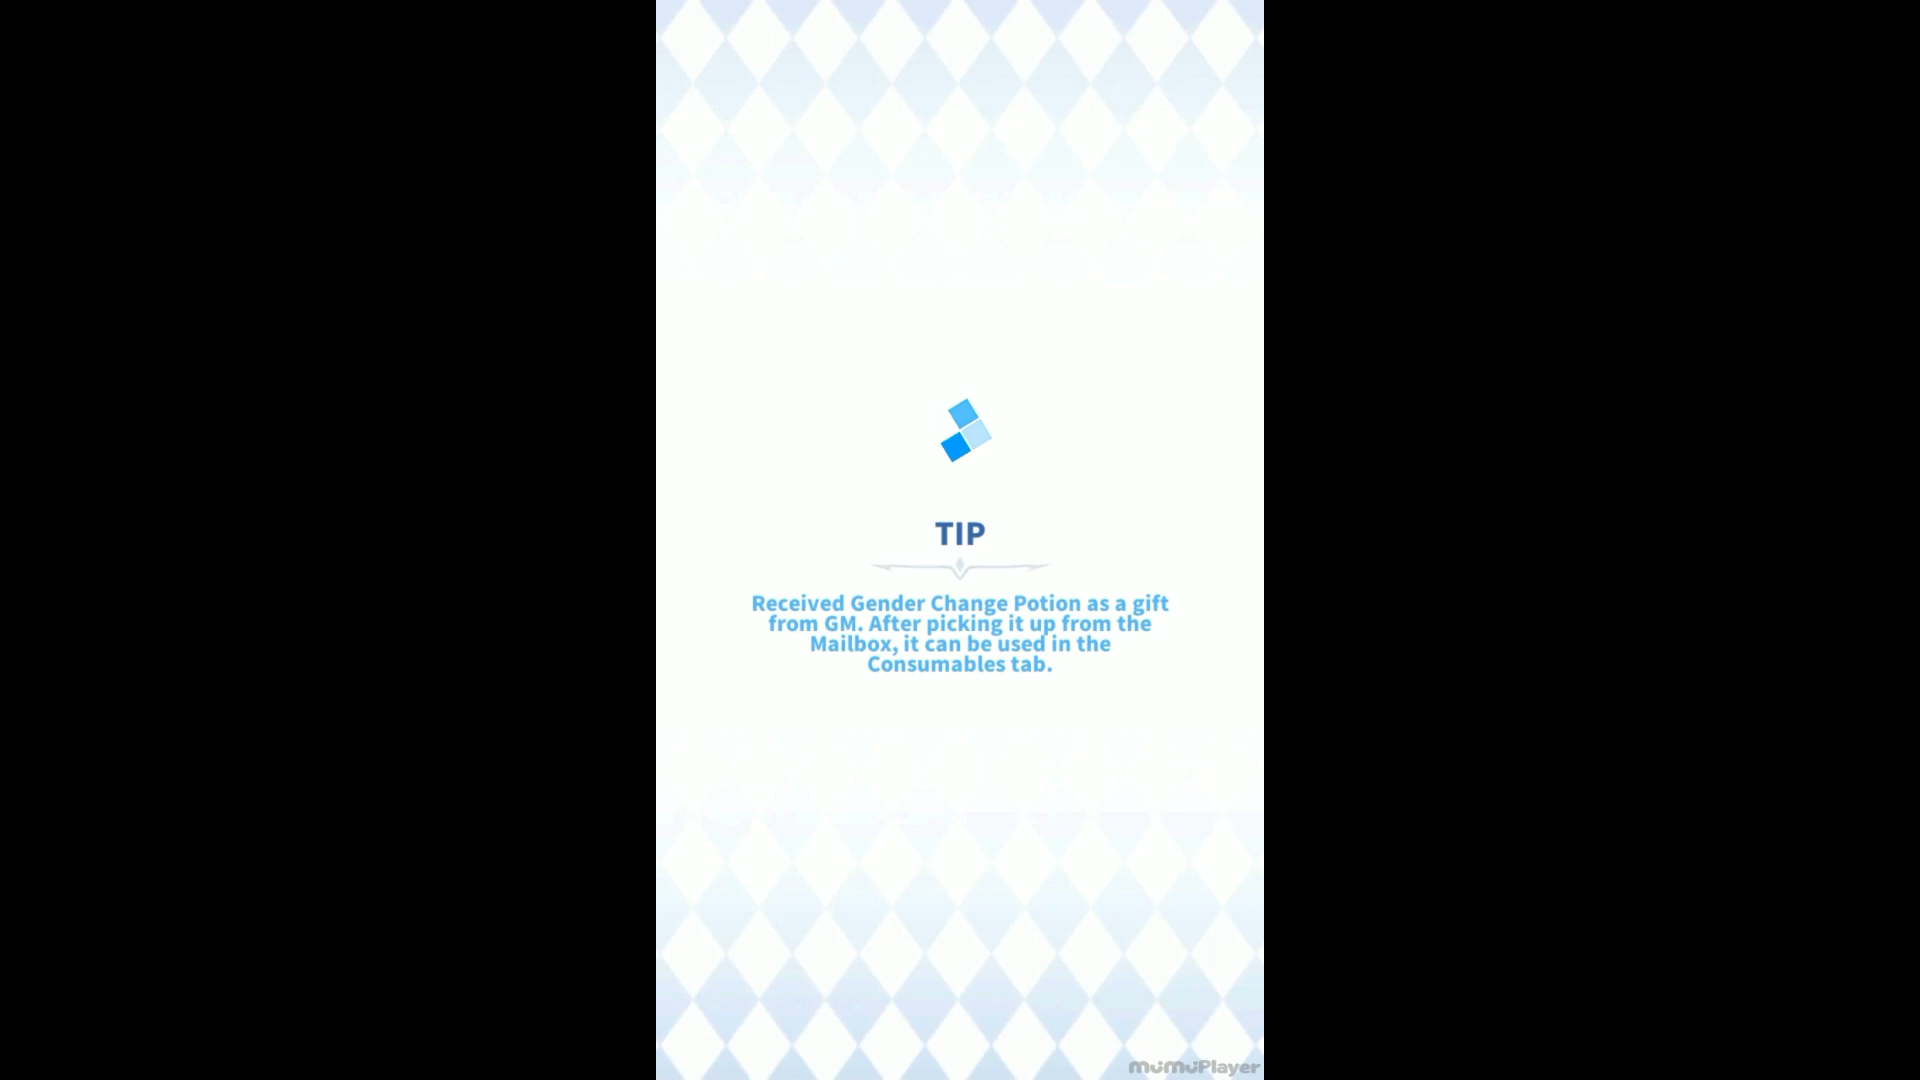 TIP
Received Gender Change Potion as a gift
from GM. After picking it up from the
Mailbox, it can be used in the
Consumables tab.
MuMuPlayer